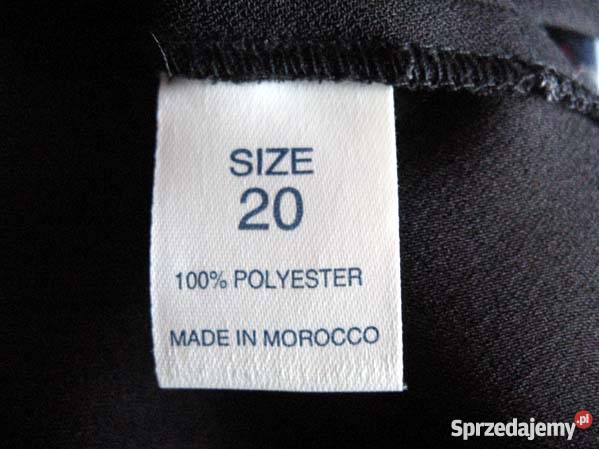 SIZE
20
100% POLYESTER
MADE IN MOROCCO
Sprzedajemy.pl